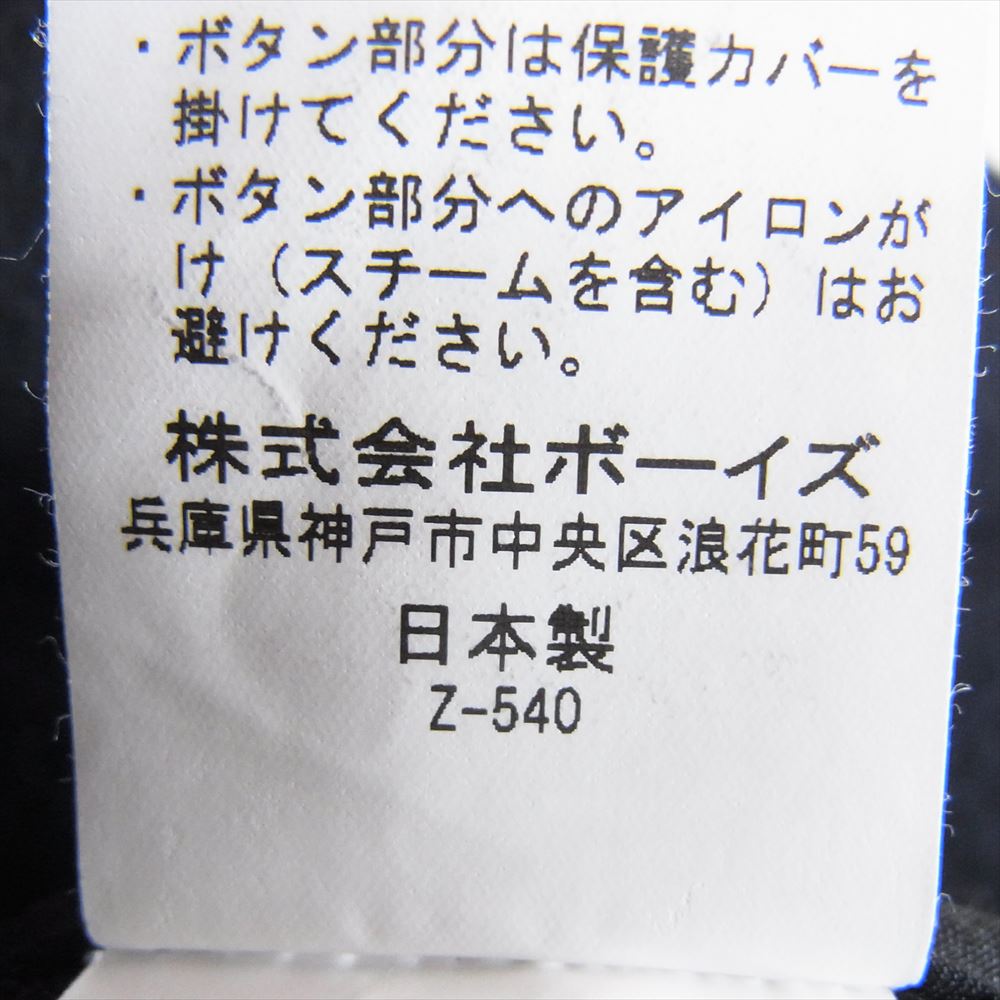 ・ボタン部分は保護カバーを
掛けてください。
・ボタン部分へのアイロンが
け（スチームを含む）はお
避けください。
株式会社ボーイズ
兵庫県神戸市中央区浪花町59
日本製
Z-540